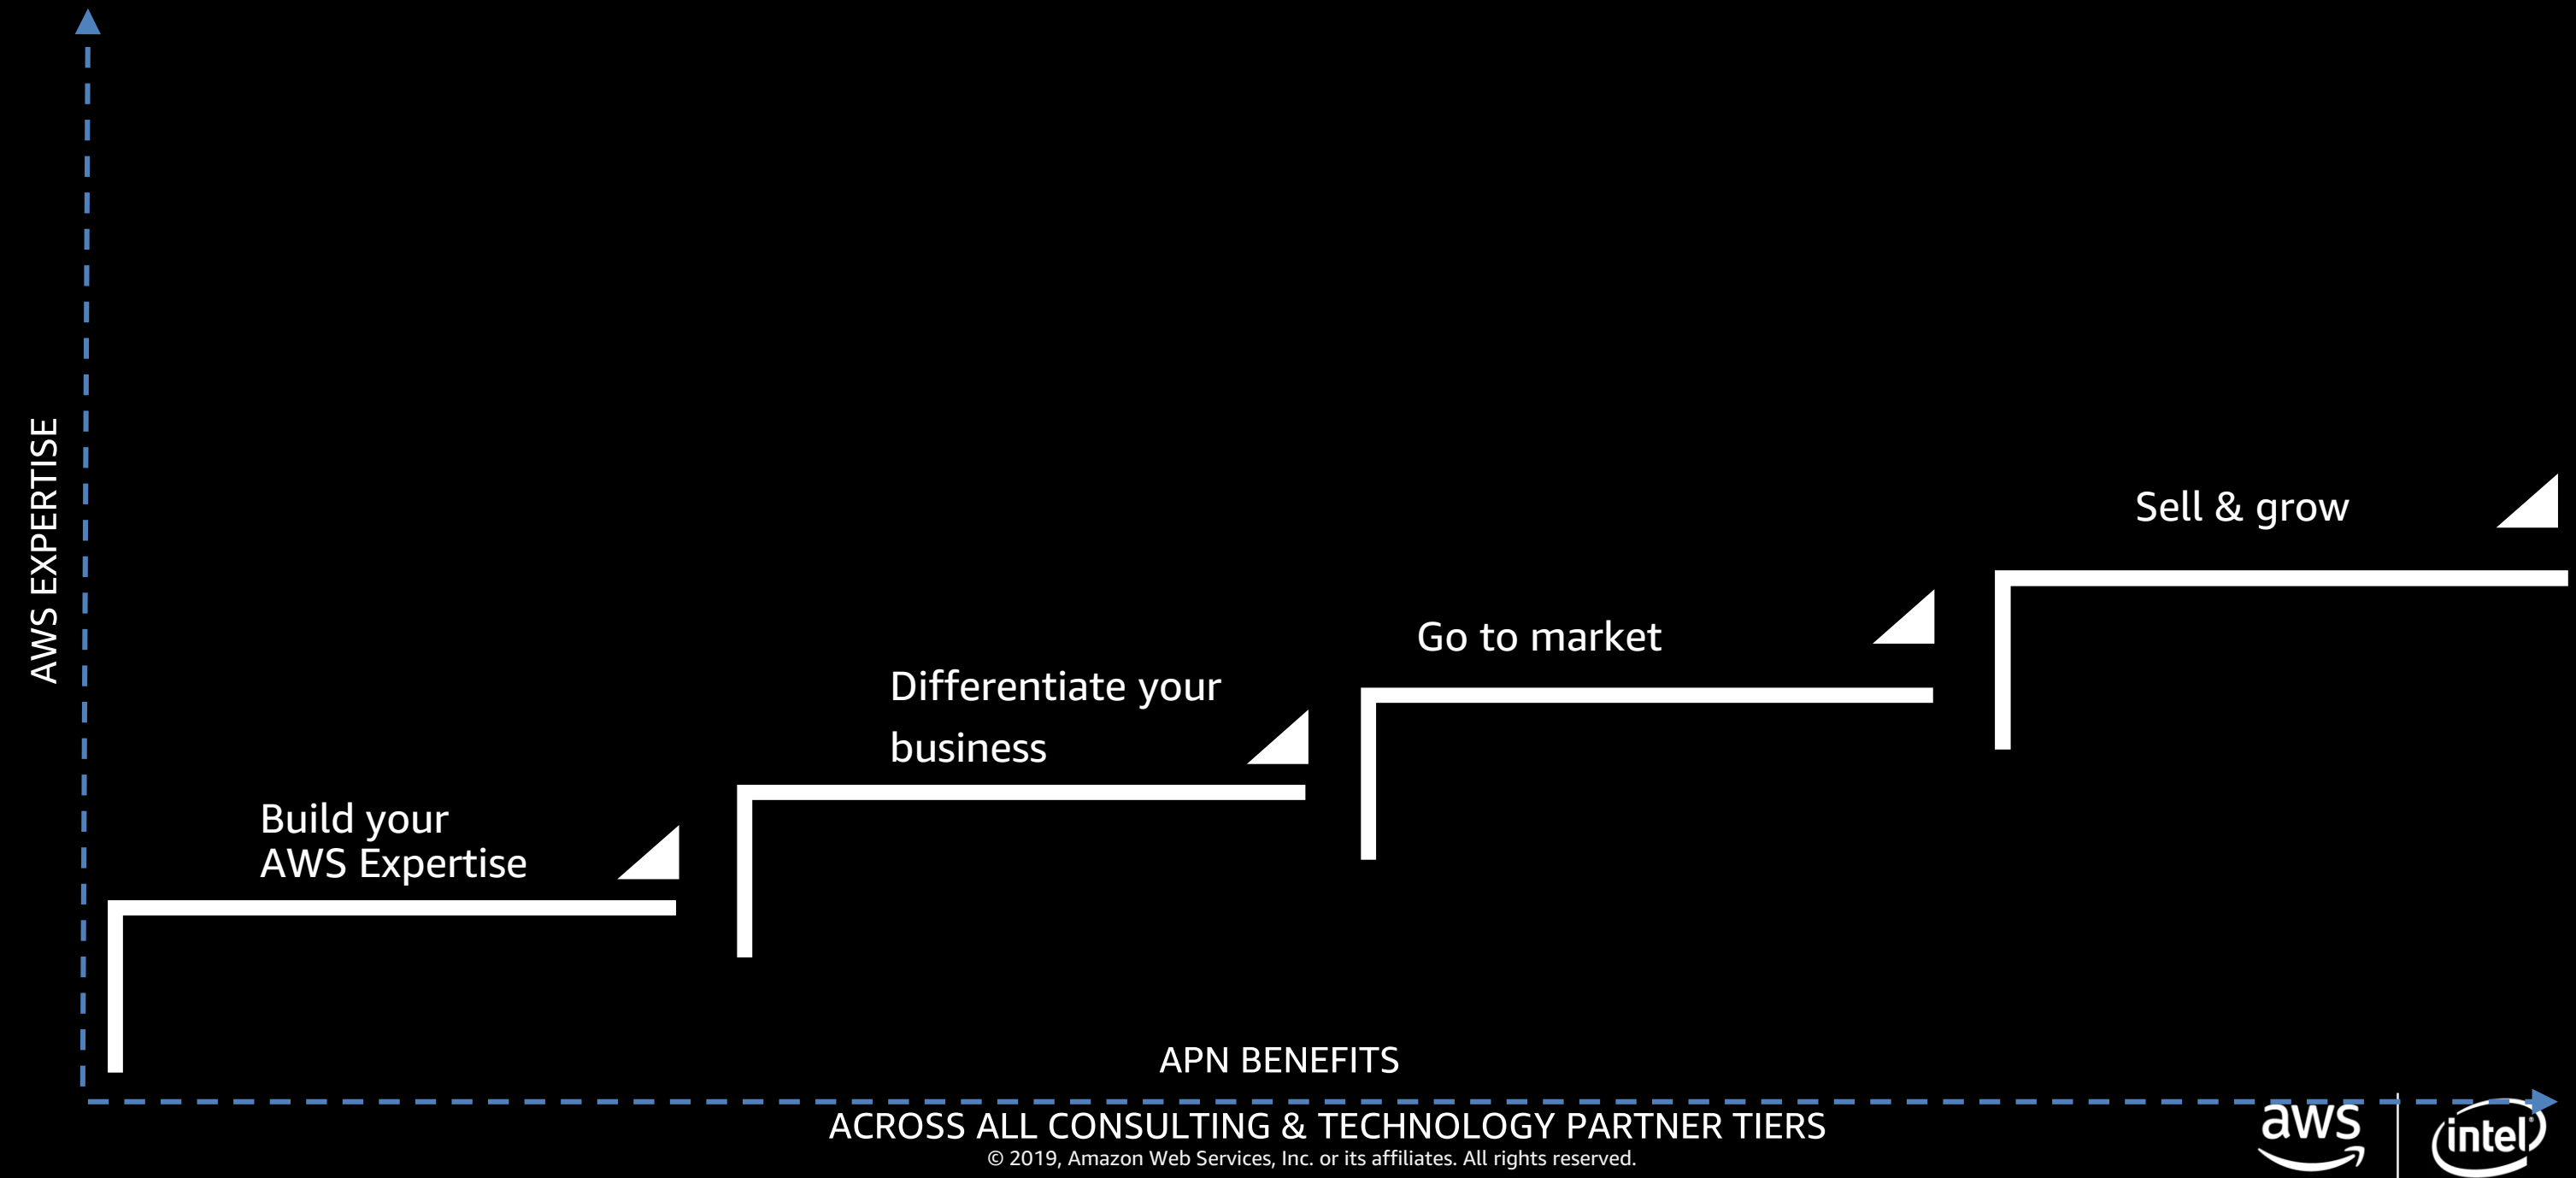 AWS EXPERTISE
Sell & grow
Go to market
Differentiate your
business
Build your
AWS Expertise
APN BENEFITS
ACROSS ALL CONSULTING & TECHNOLOGY PARTNER TIERS
© 2019, Amazon Web Services, Inc. or its affiliates. All rights reserved.
aws
intel